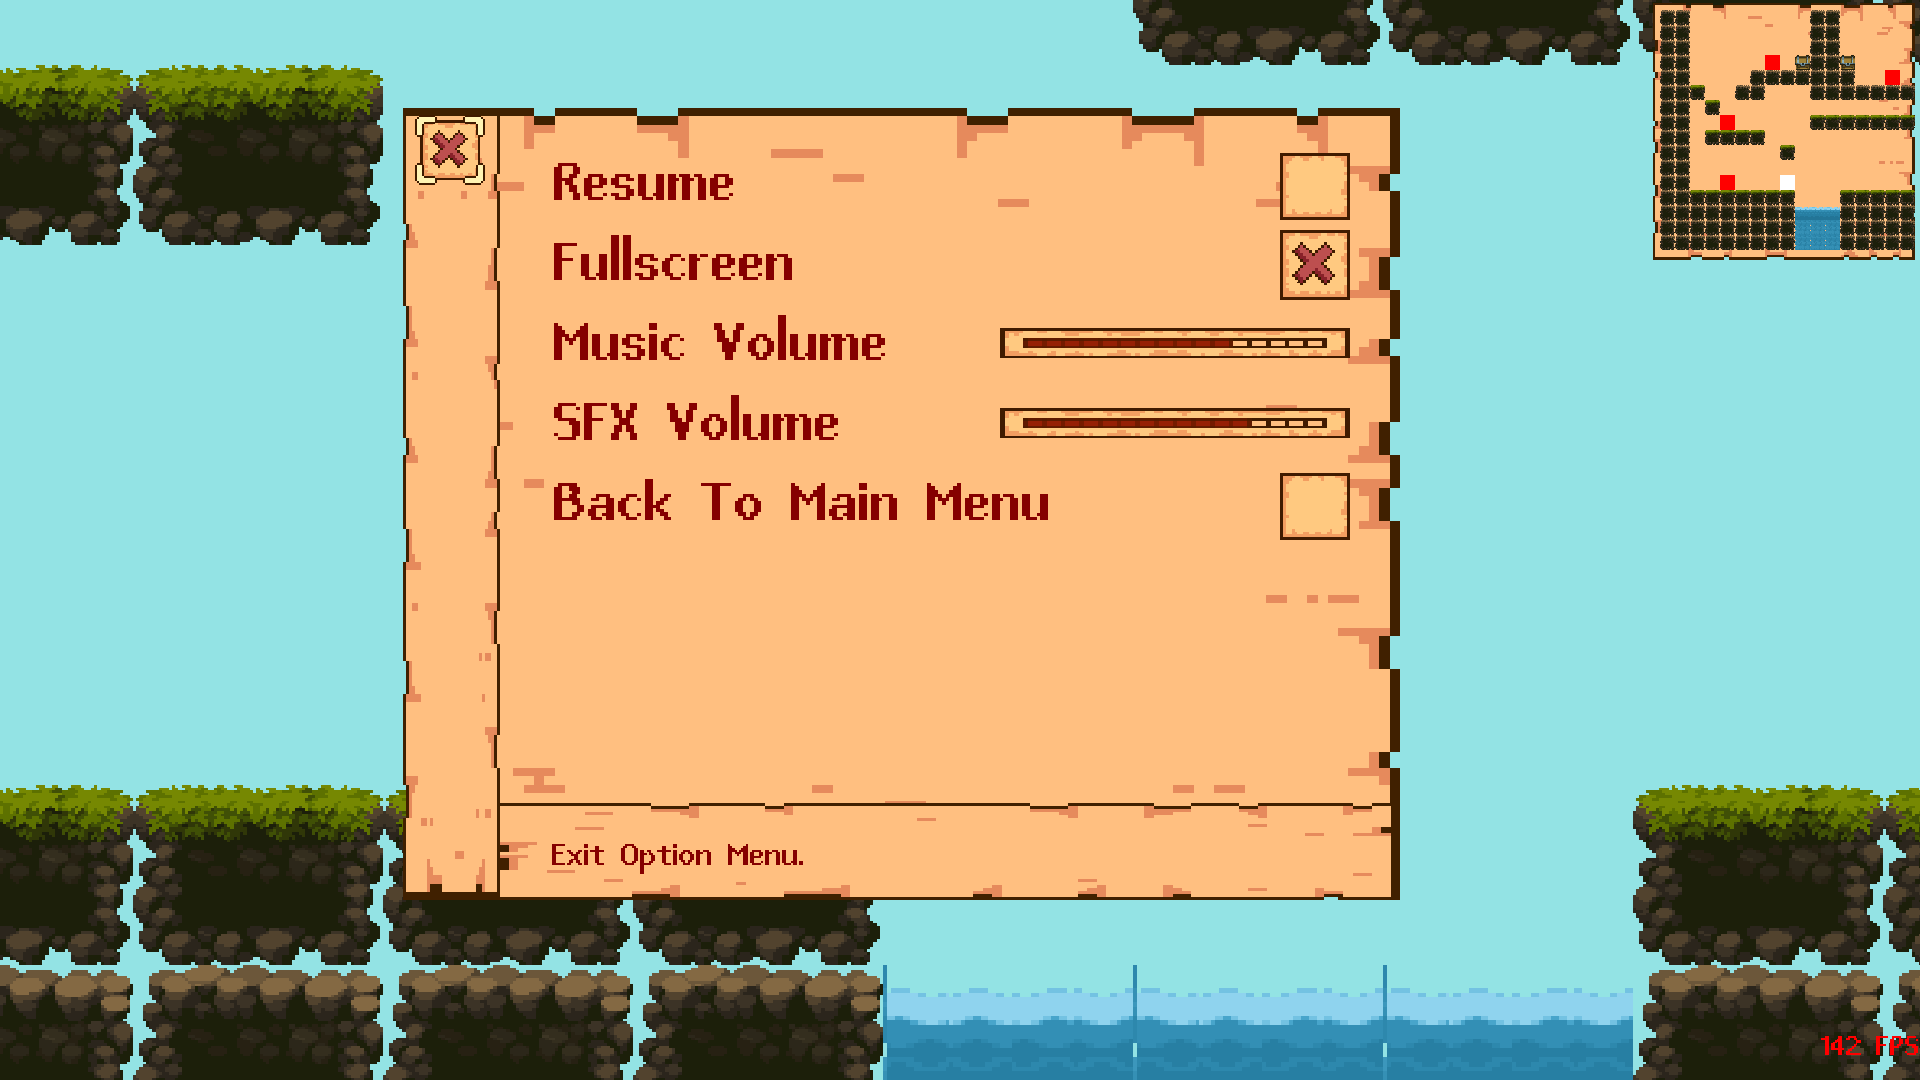 Resume
Fullscreen
Music Volume
SFX Volume
Back To Main Menu
Exit Option Menu.
142 FPS